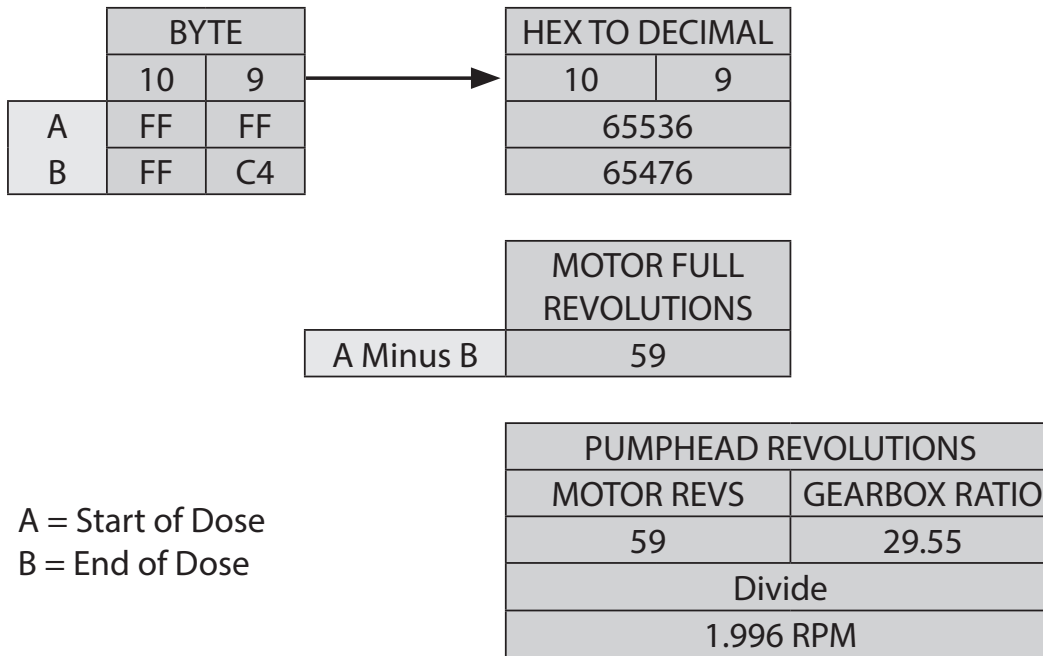 BYTE
10 9
A FF FF
B FF C4
HEX TO DECIMAL
10 9
65536
65476
MOTOR FULL
REVOLUTIONS
A Minus B 59
A = Start of Dose
B = End of Dose
PUMPHEAD REVOLUTIONS
MOTOR REVS GEARBOX RATIO
59 29.55
Divide
1.996 RPM